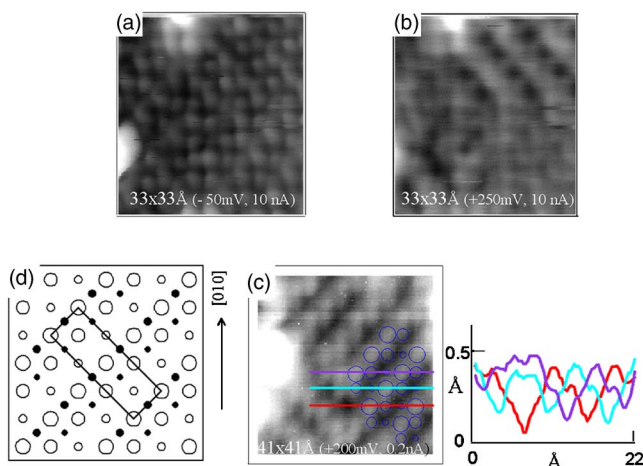 (a)
33x33Å (- 50mV, 10 nA)
(b)
33x33Å (+250mV, 10 nA)
(d)
[010]
(c)
41x41Å (+200mV, 0.2nA)
0.5
Å
0
0
Å
22